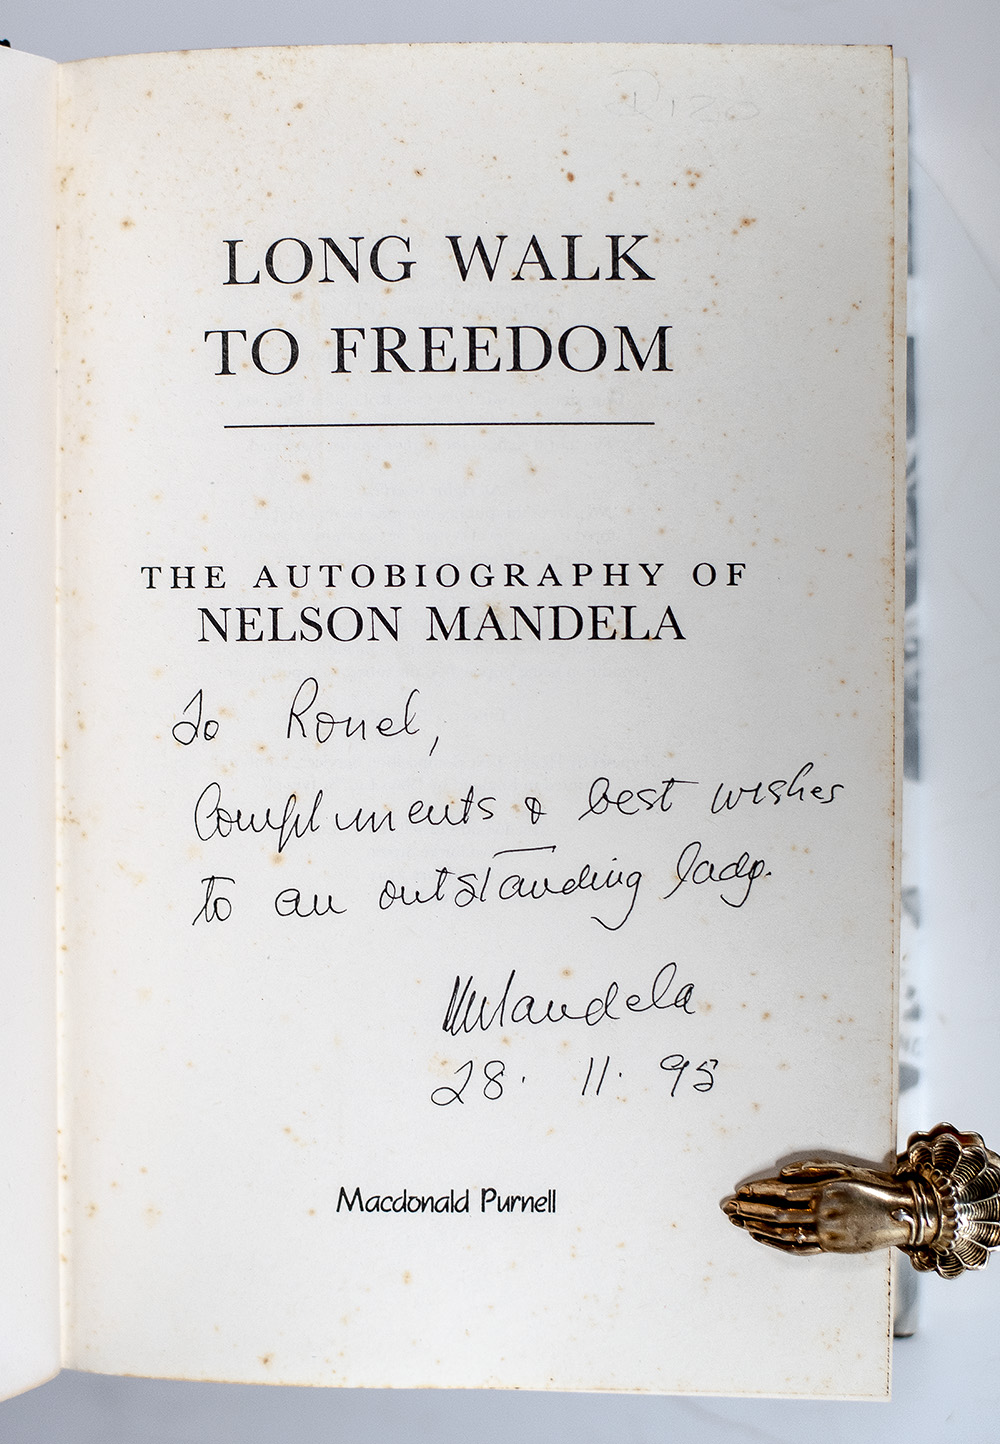 LONG WALK
TO FREEDOM
THE AUTOBIOGRAPHY OF
NELSON MANDELA
To Ronel,
Compliments & best wishes
to an outstanding lady.
NMandela
28. 11. 95
Macdonald Purnell